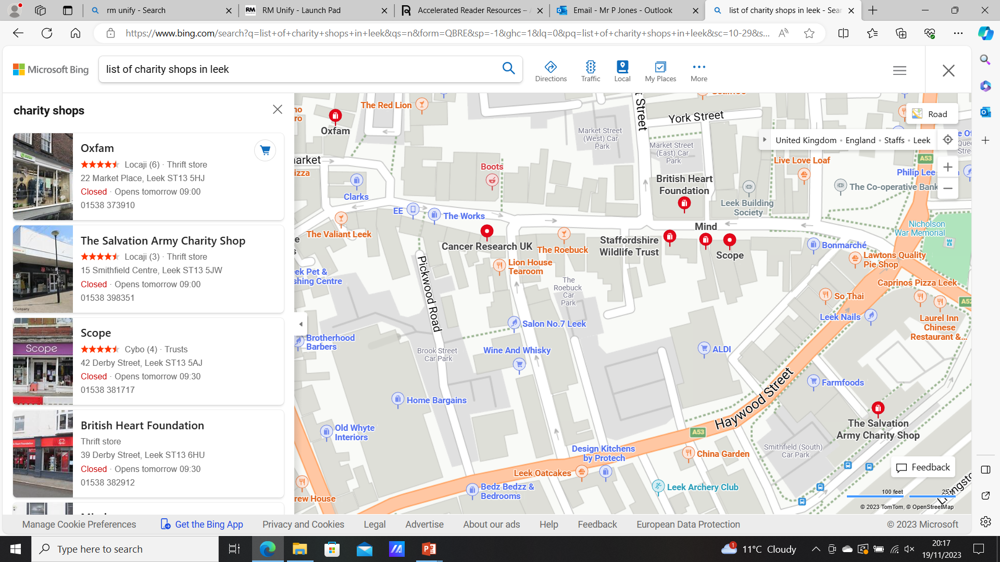 rm unify - Search
RM Unify - Launch Pad
Accelerated Reader Resources –
Email - Mr P Jones - Outlook
list of charity shops in leek - Sear
https://www.bing.com/search?q=list+of+charity+shops+in+leek&qs=n&form=QBRE&sp=-1&ghc=1&lq=0&pq=list+of+charity+shops+in+leek&sc=10-29&s...
Microsoft Bing
list of charity shops in leek
Directions
Traffic
Local
My Places
More
charity shops
Oxfam
Locaji (6) · Thrift store
22 Market Place, Leek ST13 5HJ
Closed · Opens tomorrow 09:00
01538 373910
The Salvation Army Charity Shop
Locaji (3) · Thrift store
15 Smithfield Centre, Leek ST13 5JW
Closed · Opens tomorrow 09:00
01538 398351
Scope
Scope
Cybo (4) · Trusts
42 Derby Street, Leek ST13 5AJ
Closed · Opens tomorrow 09:30
01538 381717
British Heart Foundation
Thrift store
39 Derby Street, Leek ST13 6HU
Closed · Opens tomorrow 09:30
01538 382912
The Red Lion
Oxfam
Market Street
(West) Car
Park
Street
York Street
Market Street
(East) Car
Park
Road
United Kingdom • England • Staffs • Leek
A53
Live Love Loaf
Philip Lee
The Co-operative Bank
arket
izza
Clarks
Boots
EE
The Works
The Valiant Leek
British Heart
Foundation
Leek Building
Society
Nicholson
War Memorial
Cancer Research UK
The Roebuck
Staffordshire
Wildlife Trust
Mind
Scope
Bonmarché
Lawtons Quality
Pie Shop
Lion House
Tearoom
ek Pet &
shing Centre
Pickwood Road
The
Roebuck
Car
Park
Caprinos Pizza Leek
So Thai
Leek Nails
Laurel Inn
Chinese
Restaurant &...
Salon No.7 Leek
Brotherhood
Barbers
Brook Street
Car Park
Wine And Whisky
ALDI
Farmfoods
Haywood Street
Home Bargains
The Salvation
Army Charity Shop
Old Whyte
Interiors
A53
Smithfield (South)
Car Park
Design Kitchens
by Protech
China Garden
Feedback
Leek Oatcakes
Bedz Bedzz &
Bedrooms
Leek Archery Club
rew House
100 feet
25 m
© 2023 TomTom, © OpenStreetMap
Manage Cookie Preferences
Get the Bing App
Privacy and Cookies
Legal
Advertise
About our ads
Help
Feedback
European Data Protection
© 2023 Microsoft
Type here to search
1
11°C Cloudy
20:17
19/11/2023